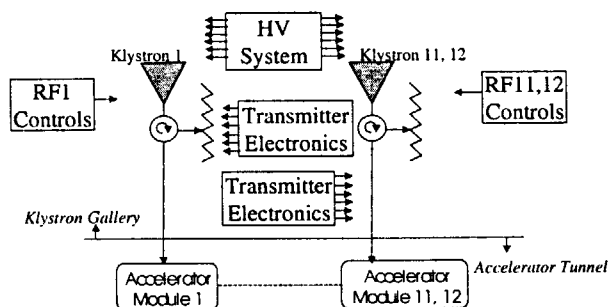 HV
System
Klystron 1
Klystron 11, 12
RF1
Controls
RF11,12
Controls
Transmitter
Electronics
Transmitter
Electronics
Klystron Gallery
Accelerator Tunnel
Accelerator
Module 1
Accelerator
Module 11, 12